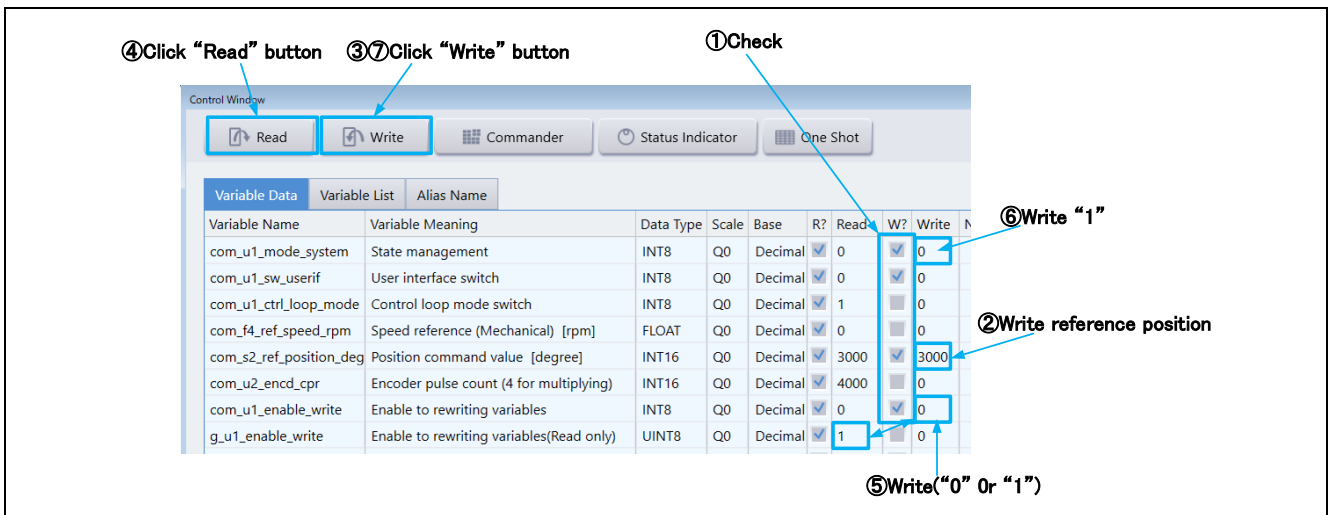 ④Click “Read” button ③⑦Click “Write” button ①Check
Control Window
Read Write Commander Status Indicator One Shot
Variable Data Variable List Alias Name
Variable Name Variable Meaning Data Type Scale Base R? Read W? Write N
com_u1_mode_system State management INT8 Q0 Decimal 0 0
⑥Write “1”
com_u1_sw_userif User interface switch INT8 Q0 Decimal 0 0
com_u1_ctrl_loop_mode Control loop mode switch INT8 Q0 Decimal 1 0
com_f4_ref_speed_rpm Speed reference (Mechanical) [rpm] FLOAT Q0 Decimal 0 0
②Write reference position
com_s2_ref_position_deg Position command value [degree] INT16 Q0 Decimal 3000 3000
com_u2_encd_cpr Encoder pulse count (4 for multiplying) INT16 Q0 Decimal 4000 0
com_u1_enable_write Enable to rewriting variables INT8 Q0 Decimal 0 0
g_u1_enable_write Enable to rewriting variables(Read only) UINT8 Q0 Decimal 1 0
⑤Write(“0” 0r “1”)